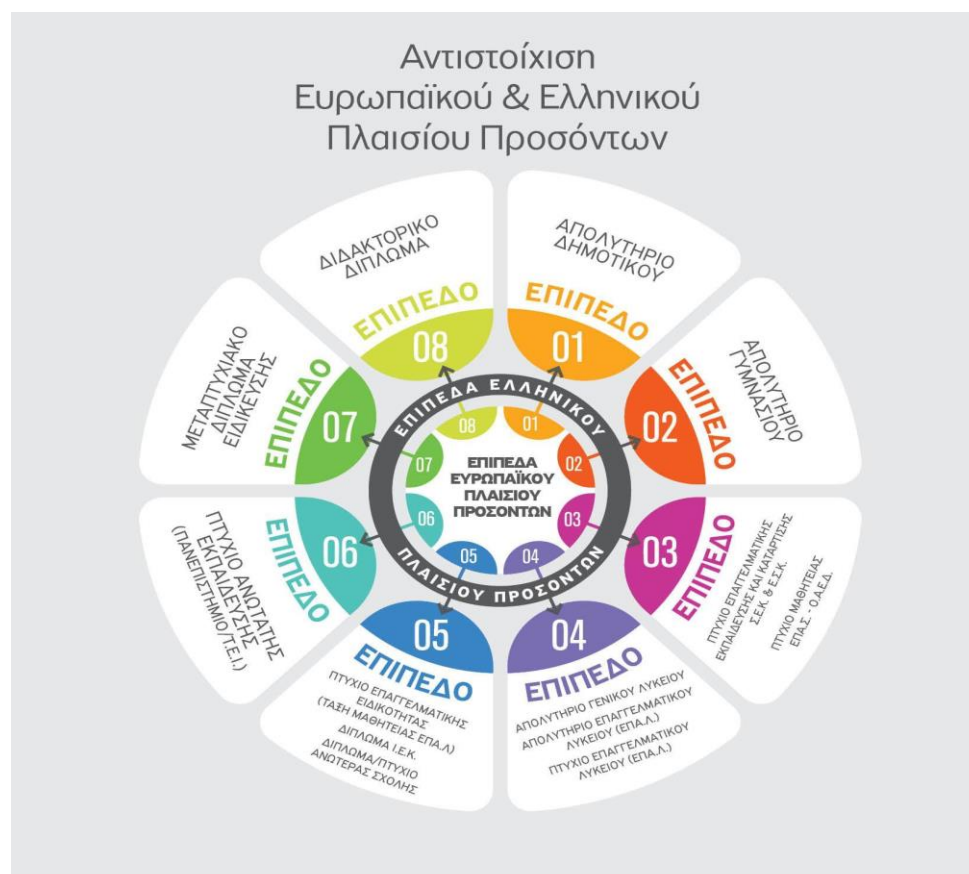 Αντιστοίχιση
Ευρωπαϊκού & Ελληνικού
Πλαισίου Προσόντων
ΑΠΟΛΥΤΗΡΙΟ
ΔΗΜΟΤΙΚΟΥ
ΕΠΙΠΕΔΟ
01
ΑΠΟΛΥΤΗΡΙΟ
ΓΥΜΝΑΣΙΟΥ
ΕΠΙΠΕΔΟ
02
ΕΠΙΠΕΔΟ
03
ΠΤΥΧΙΟ ΕΠΑΓΓΕΛΜΑΤΙΚΗΣ
ΕΚΠΑΙΔΕΥΣΗΣ ΚΑΙ ΚΑΤΑΡΤΙΣΗΣ
Σ.Ε.Κ. & Ε.Σ.Κ.
ΠΤΥΧΙΟ ΜΑΘΗΤΕΙΑΣ
ΕΠΑ.Σ. - Ο.Α.Ε.Δ.
04
ΕΠΙΠΕΔΟ
ΑΠΟΛΥΤΗΡΙΟ ΓΕΝΙΚΟΥ ΛΥΚΕΙΟΥ
ΑΠΟΛΥΤΗΡΙΟ ΕΠΑΓΓΕΛΜΑΤΙΚΟΥ
ΛΥΚΕΙΟΥ (ΕΠΑ.Λ.)
ΠΤΥΧΙΟ ΕΠΑΓΓΕΛΜΑΤΙΚΟΥ
ΛΥΚΕΙΟΥ (ΕΠΑ.Λ.)
05
ΕΠΙΠΕΔΟ
ΠΤΥΧΙΟ ΕΠΑΓΓΕΛΜΑΤΙΚΗΣ
ΕΙΔΙΚΟΤΗΤΑΣ
(ΤΑΞΗ ΜΑΘΗΤΕΙΑΣ ΕΠΑ.Λ)
ΔΙΠΛΩΜΑ Ι.Ε.Κ.
ΔΙΠΛΩΜΑ/ΠΤΥΧΙΟ
ΑΝΩΤΕΡΑΣ ΣΧΟΛΗΣ
06
ΕΠΙΠΕΔΟ
ΠΤΥΧΙΟ ΑΝΩΤΑΤΗΣ
ΕΚΠΑΙΔΕΥΣΗΣ
(ΠΑΝΕΠΙΣΤΗΜΙΟ/Τ.Ε.Ι.)
ΜΕΤΑΠΤΥΧΙΑΚΟ
ΔΙΠΛΩΜΑ
ΕΙΔΙΚΕΥΣΗΣ
ΕΠΙΠΕΔΟ
07
ΔΙΔΑΚΤΟΡΙΚΟ
ΔΙΠΛΩΜΑ
ΕΠΙΠΕΔΟ
08
ΕΠΙΠΕΔΑ ΕΛΛΗΝΙΚΟΥ
ΠΛΑΙΣΙΟΥ ΠΡΟΣΟΝΤΩΝ
01
02
03
04
05
06
07
08
ΕΠΙΠΕΔΑ
ΕΥΡΩΠΑΪΚΟΥ
ΠΛΑΙΣΙΟΥ
ΠΡΟΣΟΝΤΩΝ